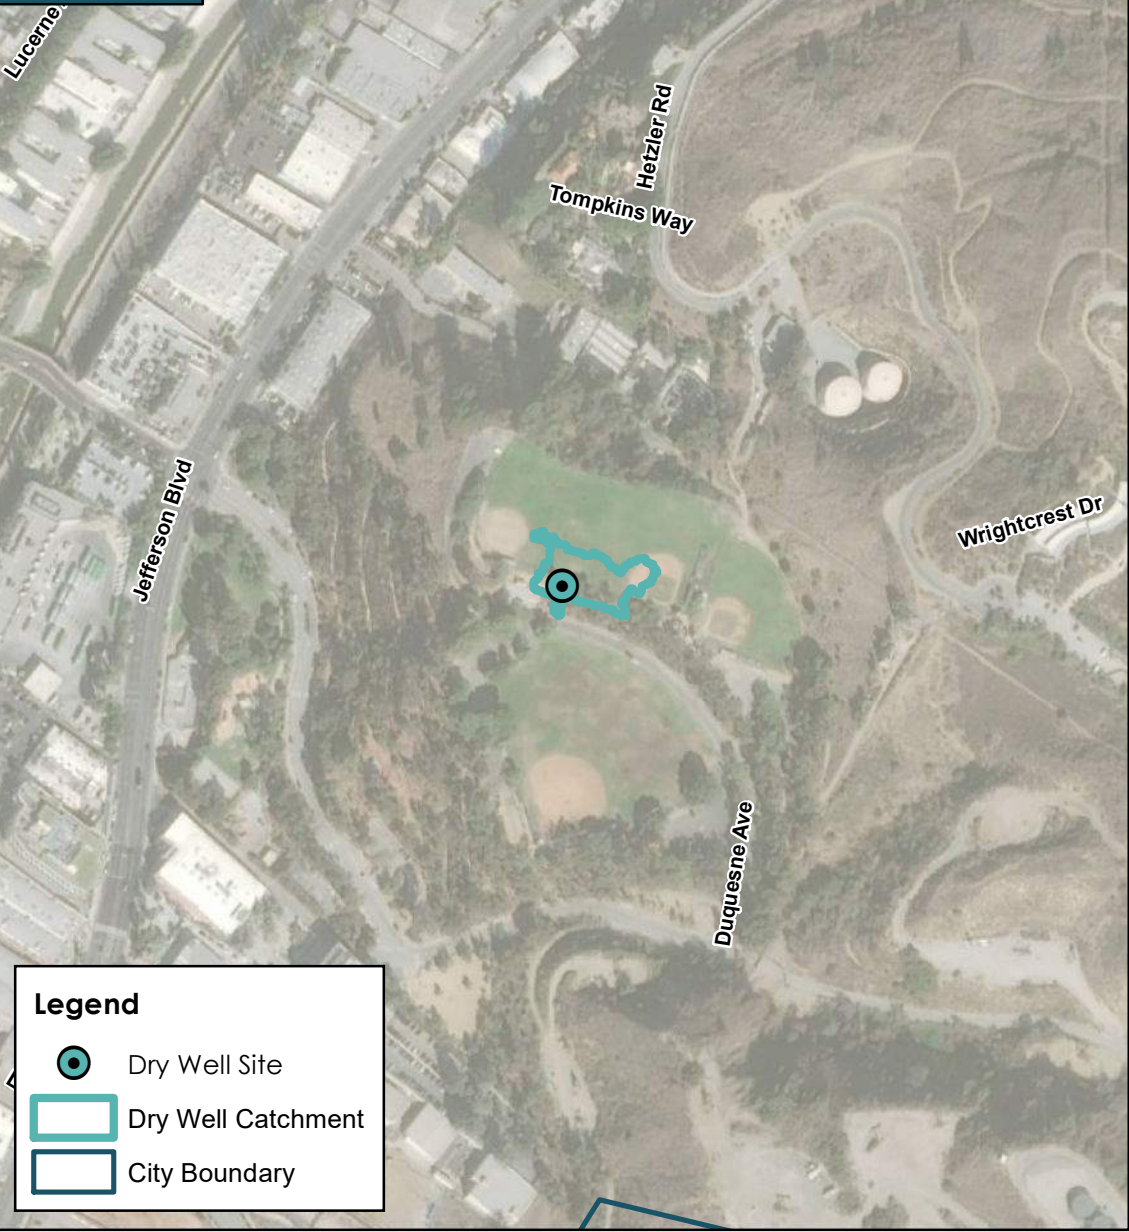 Lucerne
Hetzler Rd
Tompkins Way
Jefferson Blvd
Wrightcrest Dr
Duquesne Ave
Legend
Dry Well Site
Dry Well Catchment
City Boundary